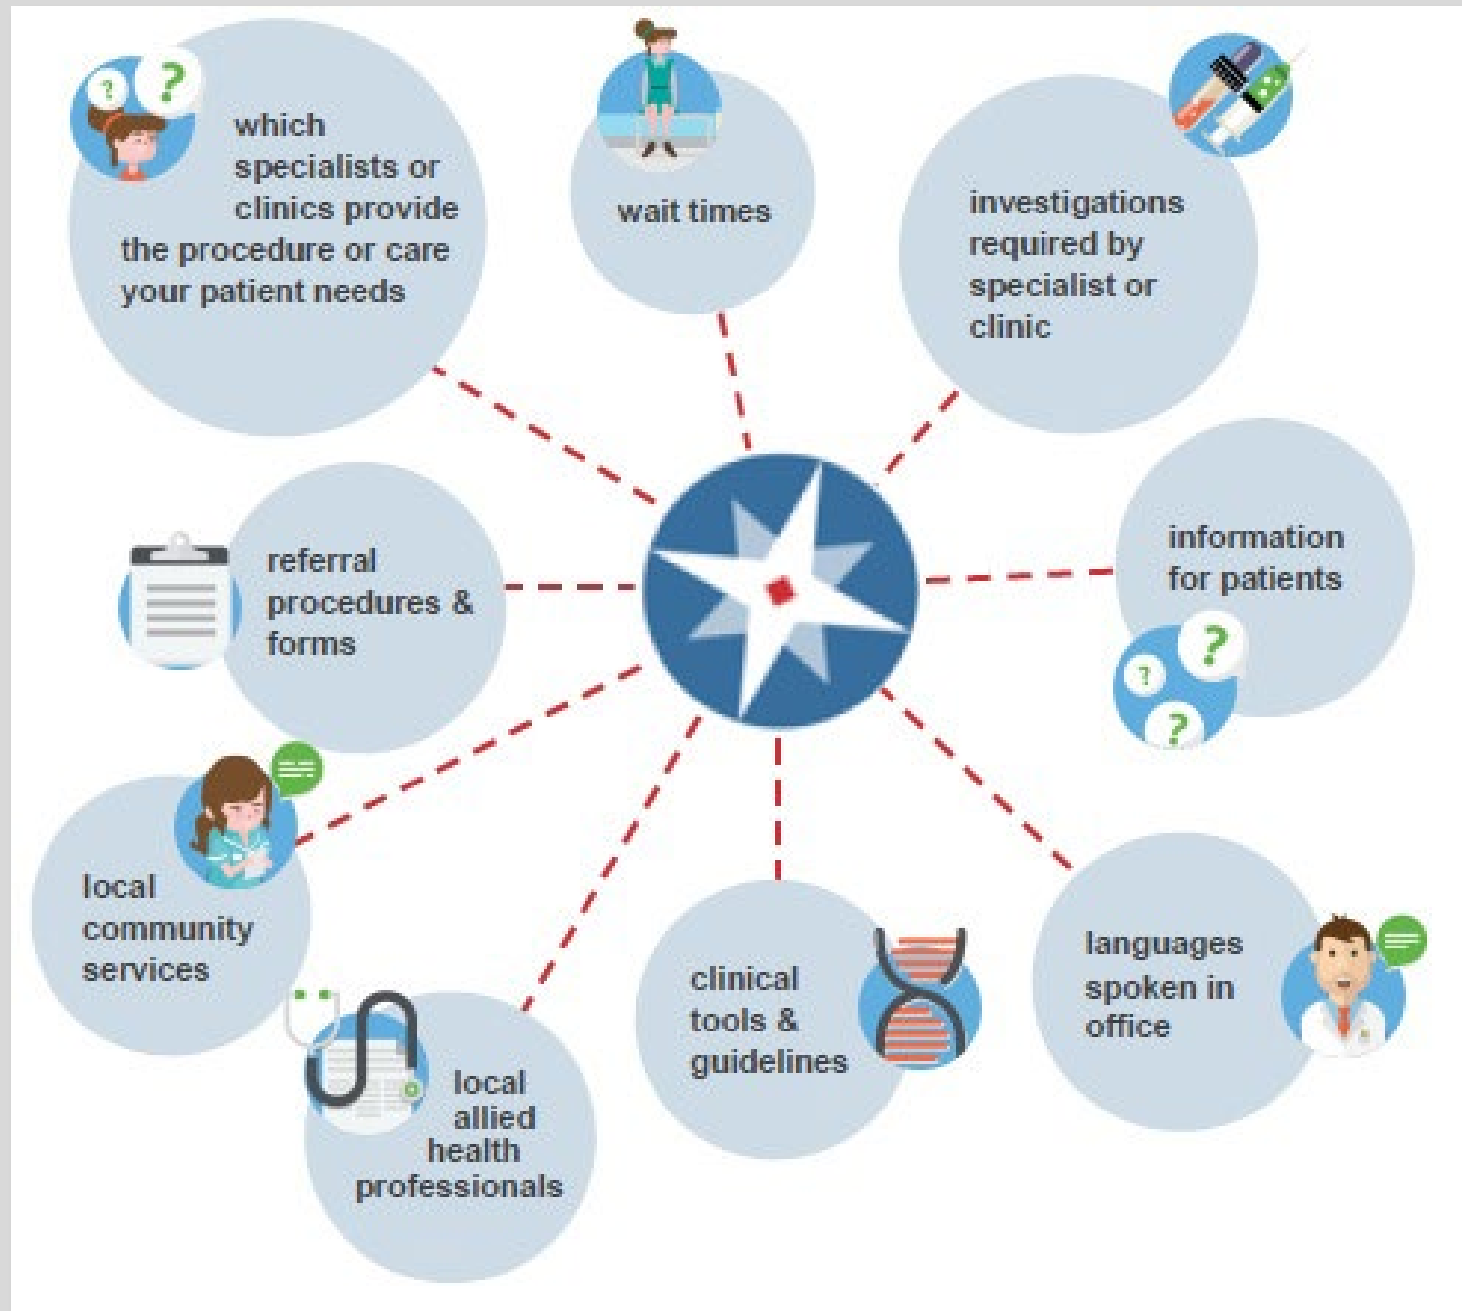 which
specialists or
clinics provide
the procedure or care
your patient needs
wait times
investigations
required by
specialist or
clinic
referral
procedures &
forms
information
for patients
local
community
services
local
allied
health
professionals
clinical
tools &
guidelines
languages
spoken in
office
? ?
?
?
?